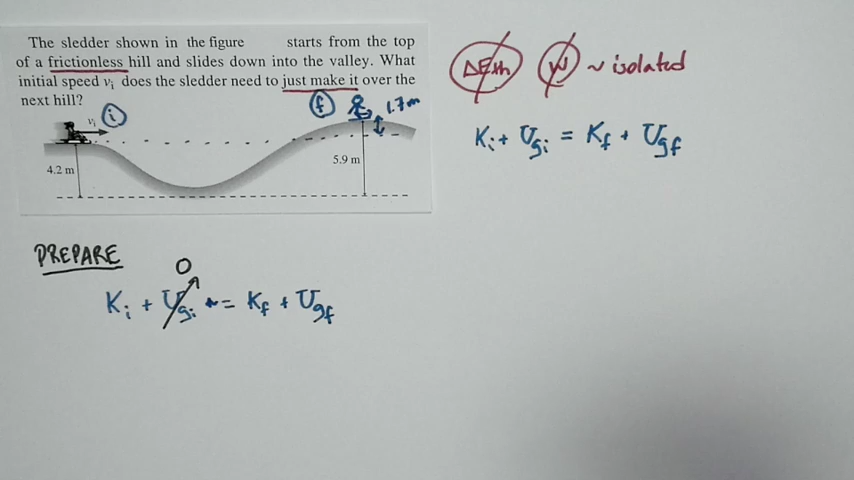 The sledder shown in the figure starts from the top
of a frictionless hill and slides down into the valley. What
initial speed vi does the sledder need to just make it over the
next hill?
vi
i
f
1.7m
4.2 m
5.9 m
ΔEth W ~ isolated
Ki + Ugi = Kf + Ugf
PREPARE
0
Ki + Ugi = Kf + Ugf